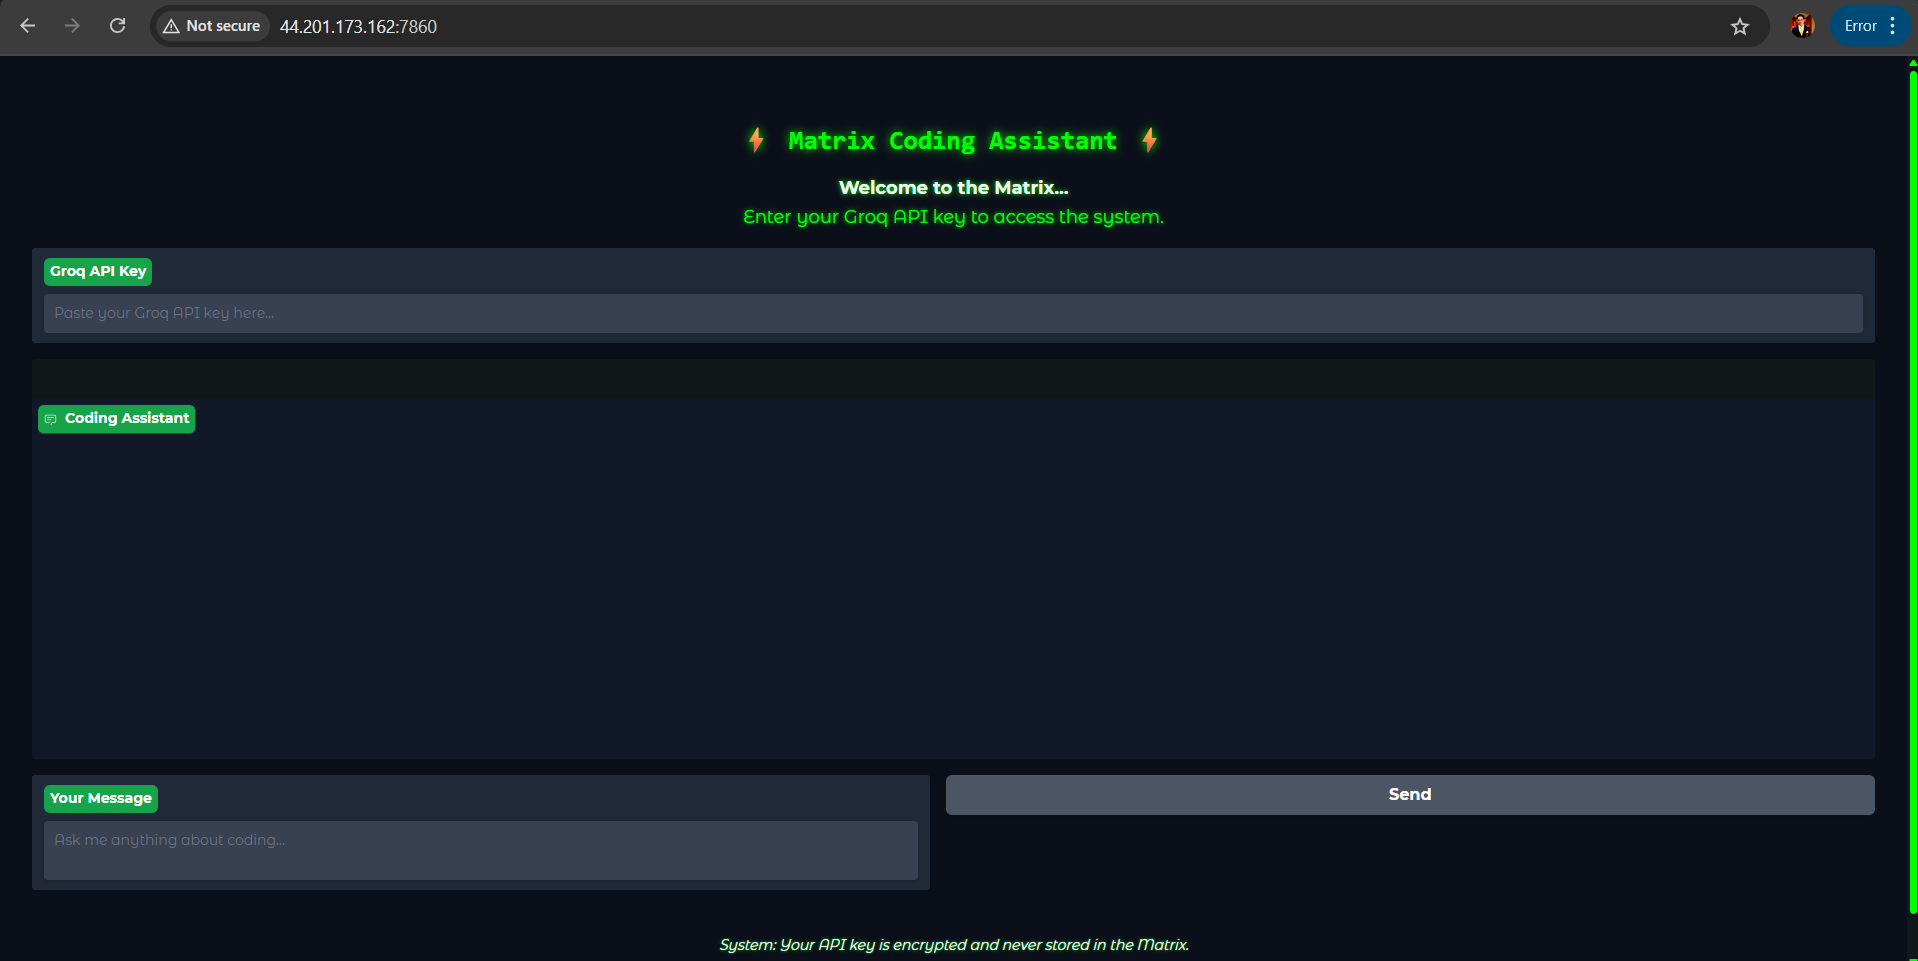 Not secure 44.201.173.162:7860 Error
⚡ Matrix Coding Assistant ⚡
Welcome to the Matrix...
Enter your Groq API key to access the system.
Groq API Key
Paste your Groq API key here...
Coding Assistant
Your Message
Send
Ask me anything about coding...
System: Your API key is encrypted and never stored in the Matrix.